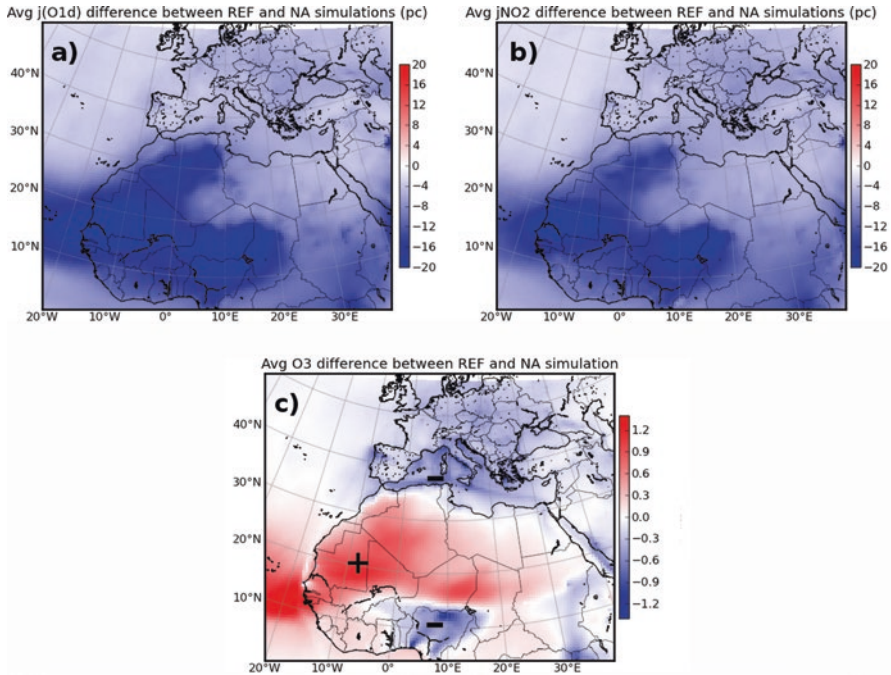 Avg j(O1d) difference between REF and NA simulations (pc)
a)
40°N
30°N
20°N
10°N
20°W 10°W 0° 10°E 20°E 30°E
20
16
12
8
4
0
−4
−8
−12
−16
−20
Avg jNO2 difference between REF and NA simulations (pc)
b)
40°N
30°N
20°N
10°N
20°W 10°W 0° 10°E 20°E 30°E
20
16
12
8
4
0
−4
−8
−12
−16
−20
Avg O3 difference between REF and NA simulation
c)
40°N
30°N
20°N
10°N
−
+
−
20°W 10°W 0° 10°E 20°E 30°E
1.2
0.9
0.6
0.3
0.0
−0.3
−0.6
−0.9
−1.2